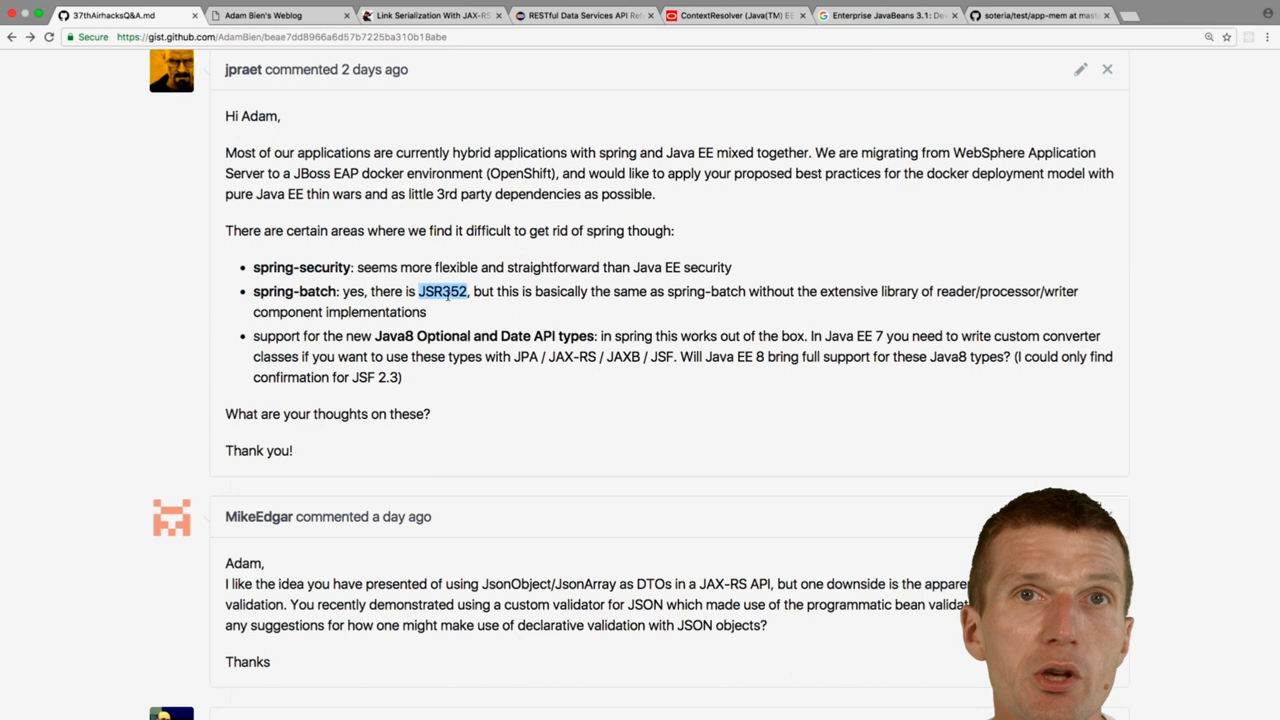 37thAirhacksQ&A.md
Adam Bien's Weblog
Link Serialization With JAX-RS
RESTful Data Services API Re
ContextResolver (Java(TM) EE
Enterprise JavaBeans 3.1: De
soteria/test/app-mem at mast
Secure
https://gist.github.com/AdamBien/beae7dd8966a6d57b7225ba310b18abe
jpraet commented 2 days ago
Hi Adam,
Most of our applications are currently hybrid applications with spring and Java EE mixed together. We are migrating from WebSphere Application
Server to a JBoss EAP docker environment (OpenShift), and would like to apply your proposed best practices for the docker deployment model with
pure Java EE thin wars and as little 3rd party dependencies as possible.
There are certain areas where we find it difficult to get rid of spring though:
• spring-security: seems more flexible and straightforward than Java EE security
• spring-batch: yes, there is JSR352, but this is basically the same as spring-batch without the extensive library of reader/processor/writer
component implementations
• support for the new Java8 Optional and Date API types: in spring this works out of the box. In Java EE 7 you need to write custom converter
classes if you want to use these types with JPA / JAX-RS / JAXB / JSF. Will Java EE 8 bring full support for these Java8 types? (I could only find
confirmation for JSF 2.3)
What are your thoughts on these?
Thank you!
MikeEdgar commented a day ago
Adam,
I like the idea you have presented of using JsonObject/JsonArray as DTOs in a JAX-RS API, but one downside is the appare
validation. You recently demonstrated using a custom validator for JSON which made use of the programmatic bean validat
any suggestions for how one might make use of declarative validation with JSON objects?
Thanks